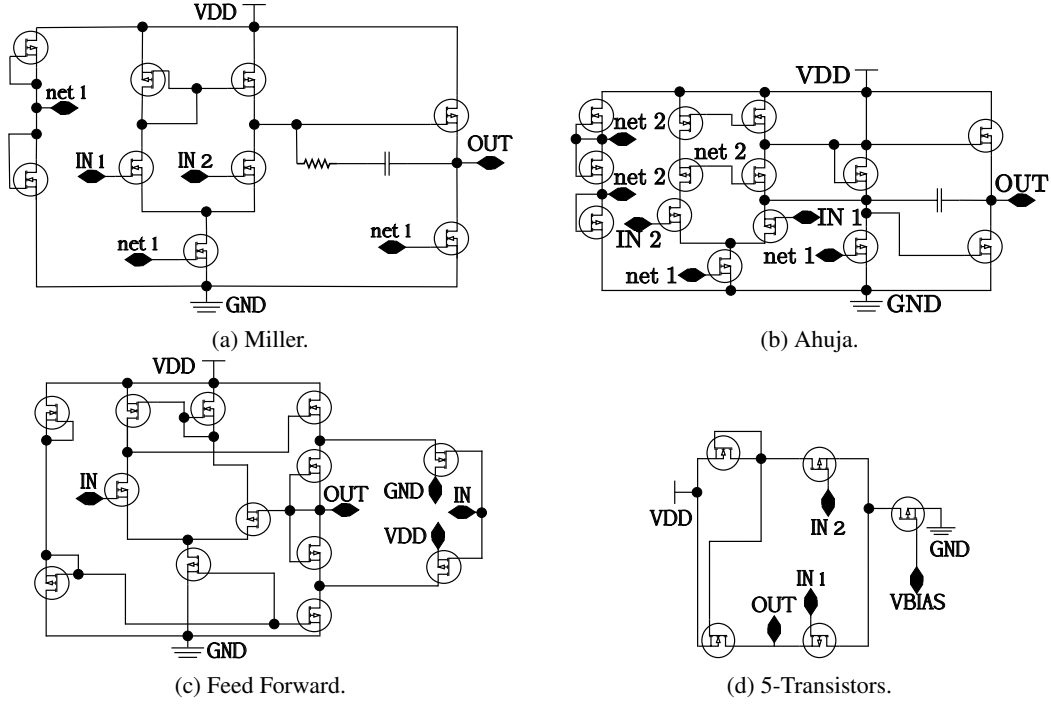 VDD
net 1
IN 1
IN 2
OUT
net 1
net 1
GND
(a) Miller.
VDD
net 2
net 2
net 2
OUT
IN 1
IN 2
net 1
net 1
GND
(b) Ahuja.
VDD
IN
OUT
GND
IN
VDD
GND
(c) Feed Forward.
VDD
IN 2
GND
IN 1
OUT
VBIAS
(d) 5-Transistors.